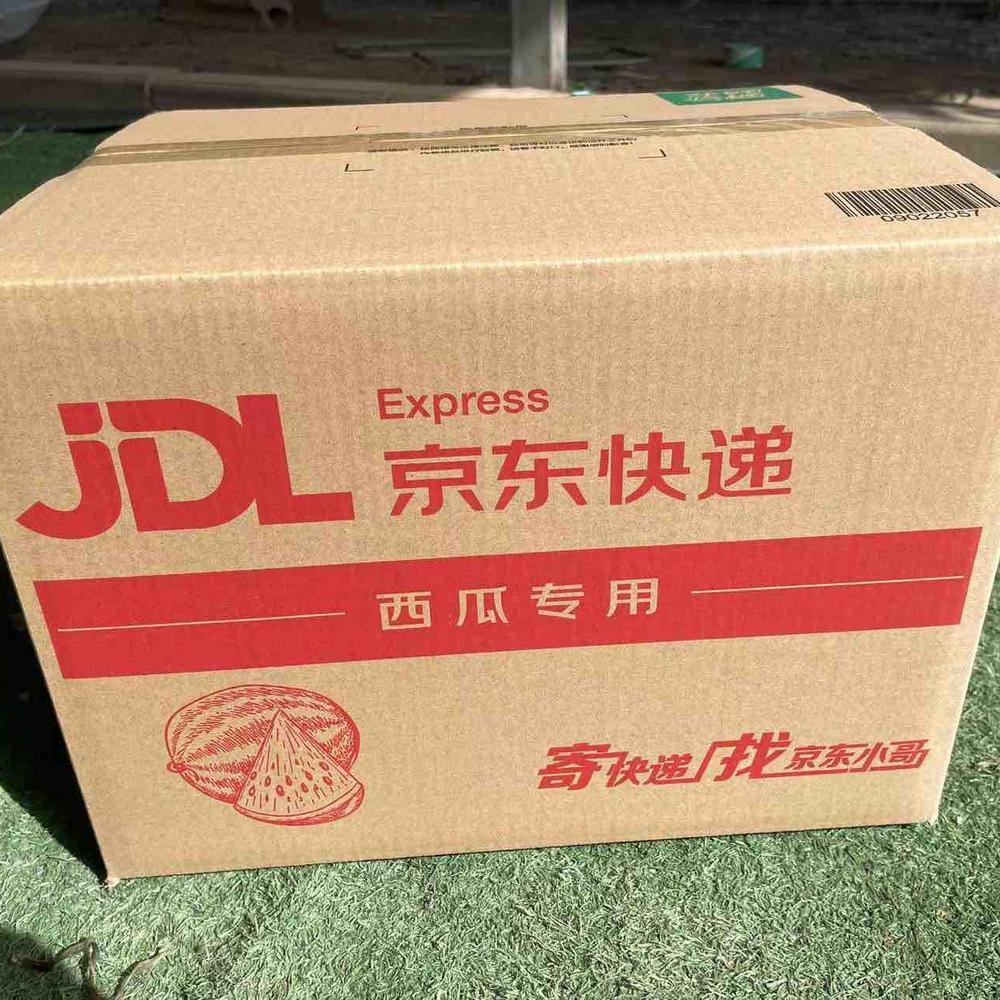 09022057
JDL
Express
京东快递
西瓜专用
寄快递 找京东小哥